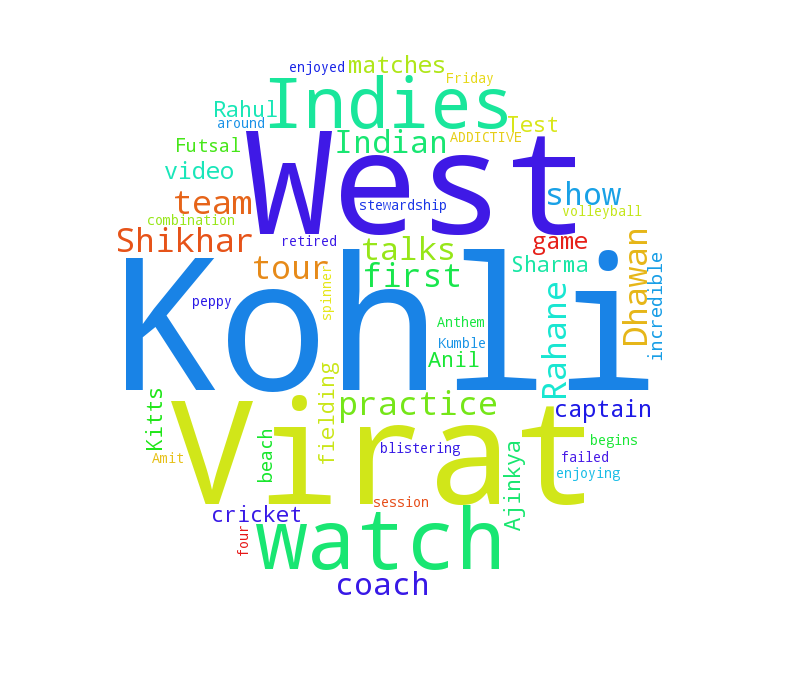 enjoyed
matches
Friday
Indies
Rahul
around
Test
ADDICTIVE
Futsal
Indian
West
video
show
team
stewardship
volleyball
combination
Shikhar
retired
talks
game
Dhawan
tour
first
Sharma
incredible
spinner
Kohli
peppy
Rahane
Anthem
Kumble
Anil
Kitts
practice
fielding
captain
Virat
beach
blistering
begins
Amit
failed
enjoying
Ajinkya
session
cricket
watch
four
coach